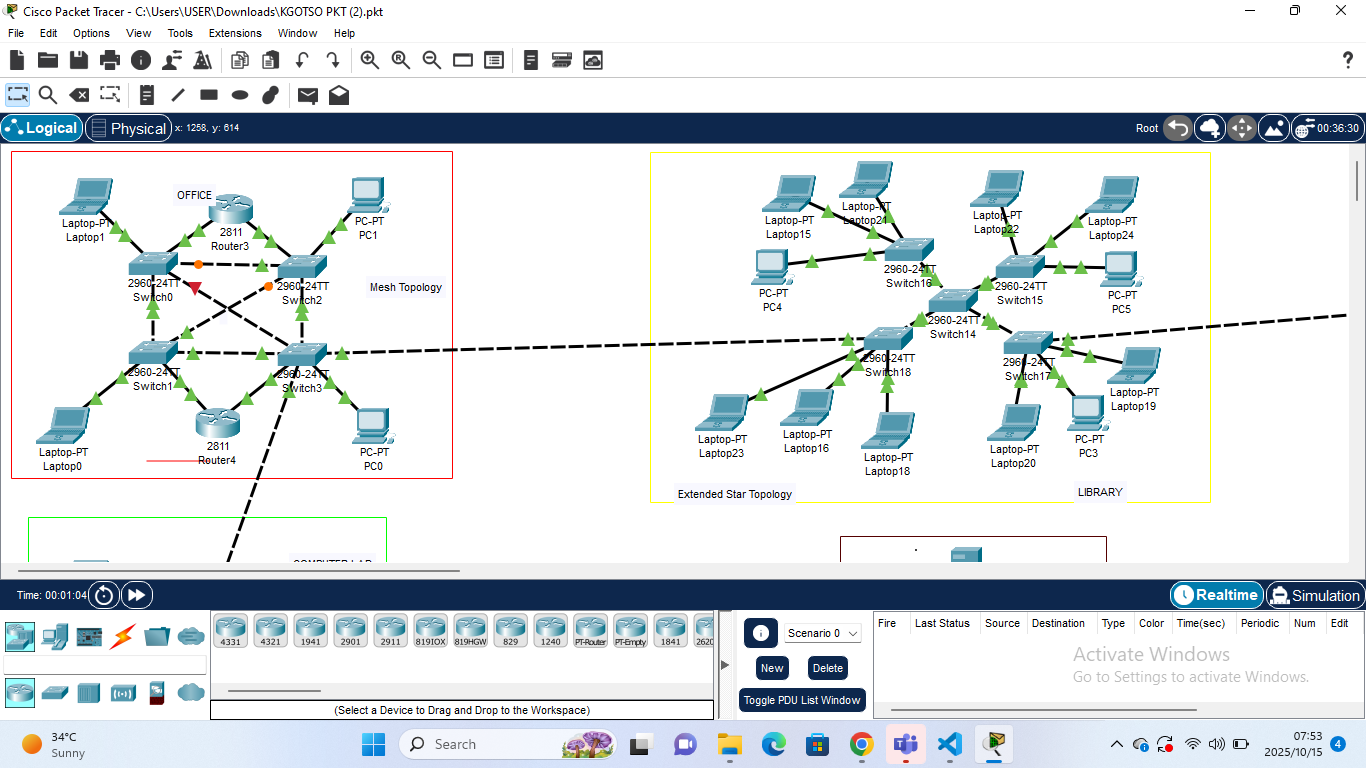 Cisco Packet Tracer - C:\Users\USER\Downloads\KGOTSO PKT (2).pkt
File Edit Options View Tools Extensions Window Help
Logical Physical x: 1258, y: 614 Root 00:36:30
OFFICE
Laptop-PT
Laptop1
2811
Router3
PC-PT
PC1
2960-24TT
Switch0
2960-24TT
Switch2
Mesh Topology
2960-24TT
Switch1
2960-24TT
Switch3
Laptop-PT
Laptop0
2811
Router4
PC-PT
PC0
Laptop-PT
Laptop15
Laptop-PT
Laptop21
Laptop-PT
Laptop22
Laptop-PT
Laptop24
PC-PT
PC4
2960-24TT
Switch16
2960-24TT
Switch15
PC-PT
PC5
2960-24TT
Switch14
2960-24TT
Switch18
2960-24TT
Switch17
Laptop-PT
Laptop19
Laptop-PT
Laptop23
Laptop-PT
Laptop16
Laptop-PT
Laptop18
Laptop-PT
Laptop20
PC-PT
PC3
Extended Star Topology
LIBRARY
COMPUTER LAB
Time: 00:01:04 Realtime Simulation
4331 4321 1941 2901 2911 819IOX 819HGW 829 1240 PT-Router PT-Empty 1841 2620
(Select a Device to Drag and Drop to the Workspace)
Scenario 0
New Delete
Toggle PDU List Window
Fire Last Status Source Destination Type Color Time(sec) Periodic Num Edit
Activate Windows
Go to Settings to activate Windows.
34°C
Sunny
Search
07:53
2025/10/15
4